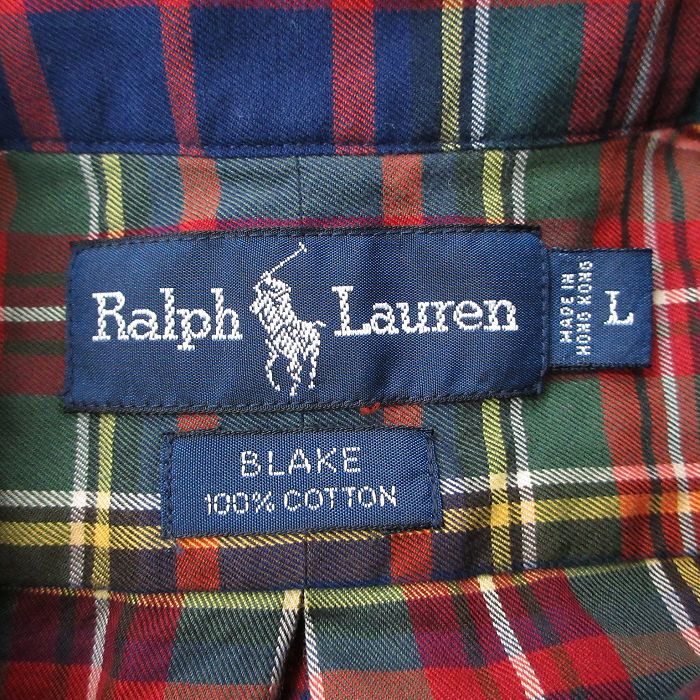 Ralph Lauren
MADE IN
HONG KONG
L
BLAKE
100% COTTON